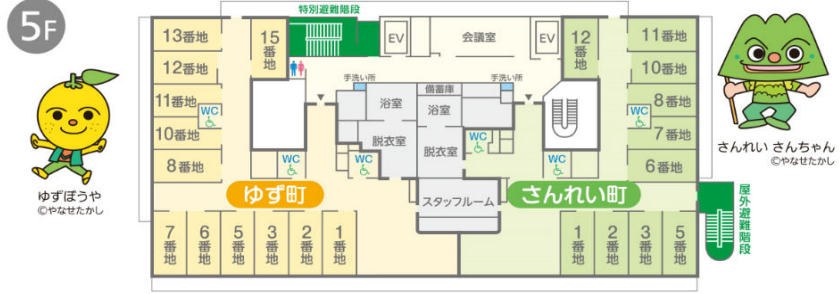 5F
特別避難階段
EV
会議室
EV
13番地
15番地
12番地
11番地
12番地
手洗い所
備蓄庫
手洗い所
10番地
11番地
浴室
浴室
8番地
WC
WC
10番地
7番地
脱衣室
脱衣室
WC
8番地
WC
WC
WC
6番地
ゆず町
さんれい町
スタッフルーム
屋外避難階段
7番地
6番地
5番地
3番地
2番地
1番地
1番地
2番地
3番地
5番地
ゆずぼうや
©やなせたかし
さんれい さんちゃん
©やなせたかし